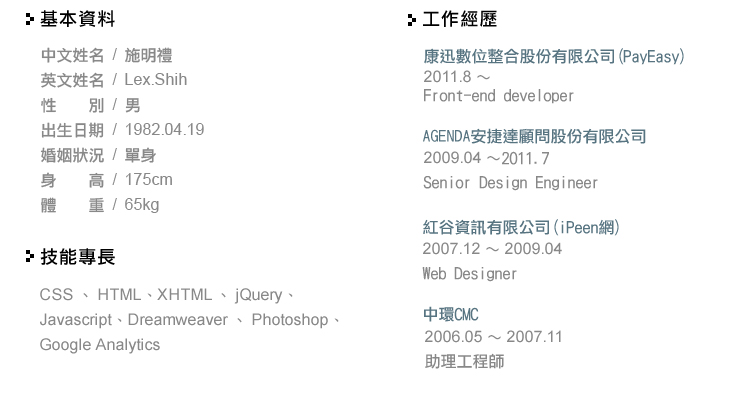 基本資料
中文姓名 / 施明禮
英文姓名 / Lex.Shih
性　　別 / 男
出生日期 / 1982.04.19
婚姻狀況 / 單身
身　　高 / 175cm
體　　重 / 65kg
技能專長
CSS 、 HTML、XHTML 、 jQuery、
Javascript、Dreamweaver 、 Photoshop、
Google Analytics
工作經歷
康迅數位整合股份有限公司(PayEasy)
2011.8 ～
Front-end developer
AGENDA安捷達顧問股份有限公司
2009.04 ～2011.7
Senior Design Engineer
紅谷資訊有限公司(iPeen網)
2007.12 ～ 2009.04
Web Designer
中環CMC
2006.05 ～ 2007.11
助理工程師